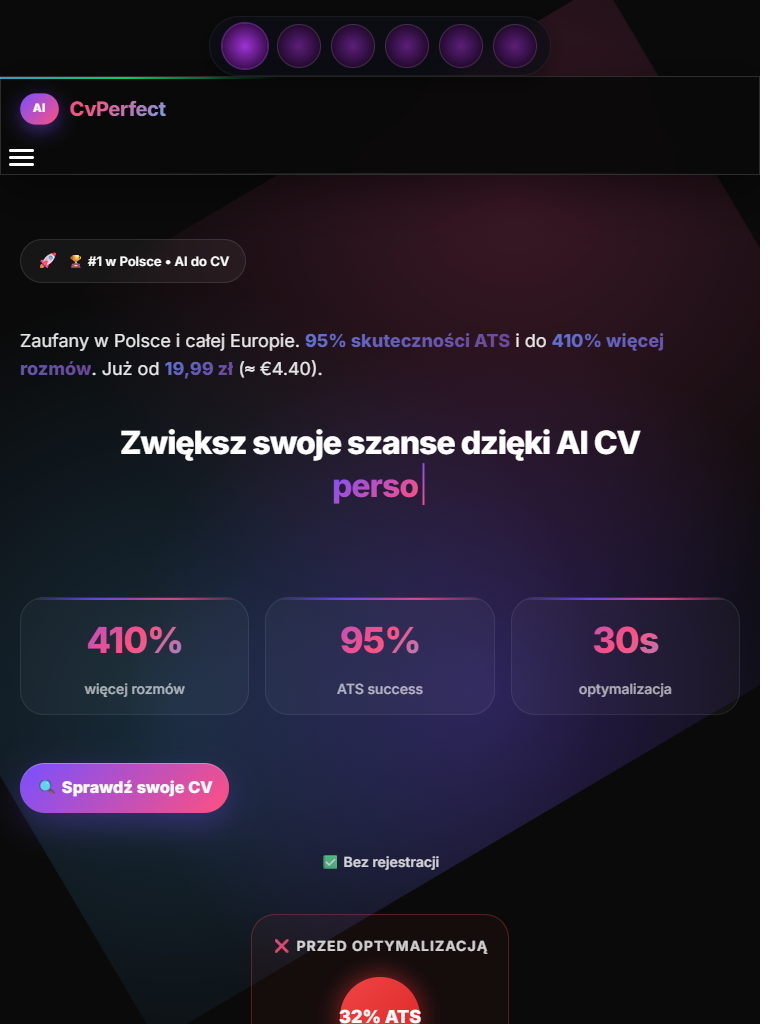 AI
CvPerfect
🚀 🏆 #1 w Polsce • AI do CV
Zaufany w Polsce i całej Europie. 95% skuteczności ATS i do 410% więcej
rozmów. Już od 19,99 zł (≈ €4.40).
Zwiększ swoje szanse dzięki AI CV
perso
410%
więcej rozmów
95%
ATS success
30s
optymalizacja
🔍 Sprawdź swoje CV
✅ Bez rejestracji
❌ PRZED OPTYMALIZACJĄ
32% ATS